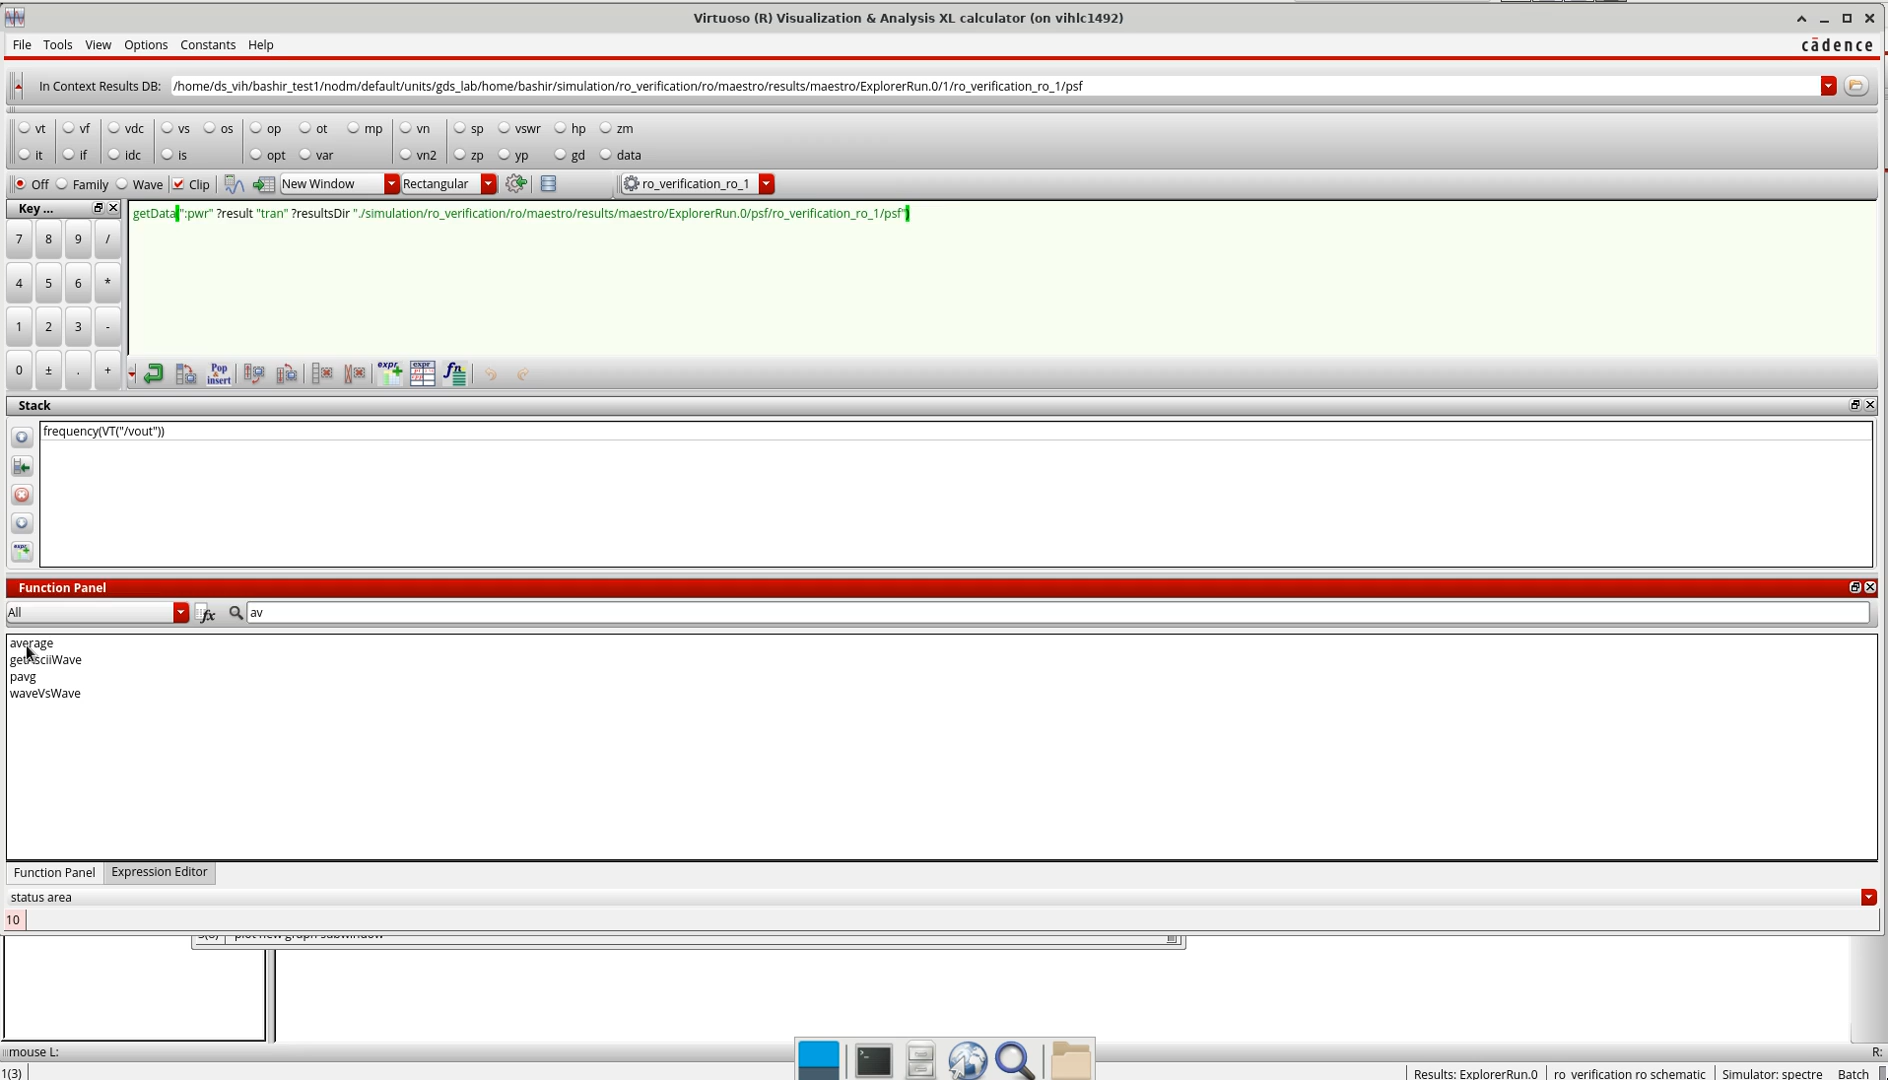 Virtuoso (R) Visualization & Analysis XL calculator (on vihlc1492)
File Tools View Options Constants Help
cādence
In Context Results DB: /home/ds_vih/bashir_test1/nodm/default/units/gds_lab/home/bashir/simulation/ro_verification/ro/maestro/results/maestro/ExplorerRun.0/1/ro_verification_ro_1/psf
vt vf vdc vs os op ot mp vn sp vswr hp zm
it if idc is opt var vn2 zp yp gd data
Off Family Wave Clip New Window Rectangular ro_verification_ro_1
Key ...
getData(":pwr" ?result "tran" ?resultsDir "./simulation/ro_verification/ro/maestro/results/maestro/ExplorerRun.0/psf/ro_verification_ro_1/psf")
7 8 9 /
4 5 6 *
1 2 3 -
0 ± . +
Pop insert expr expr fn
Stack
frequency(VT("/vout"))
expr
Function Panel
All fx av
average
getAsciiWave
pavg
waveVsWave
Function Panel Expression Editor
status area
10
plot new graph subwindow
mouse L: R:
1(3) Results: ExplorerRun.0 ro verification ro schematic Simulator: spectre Batch